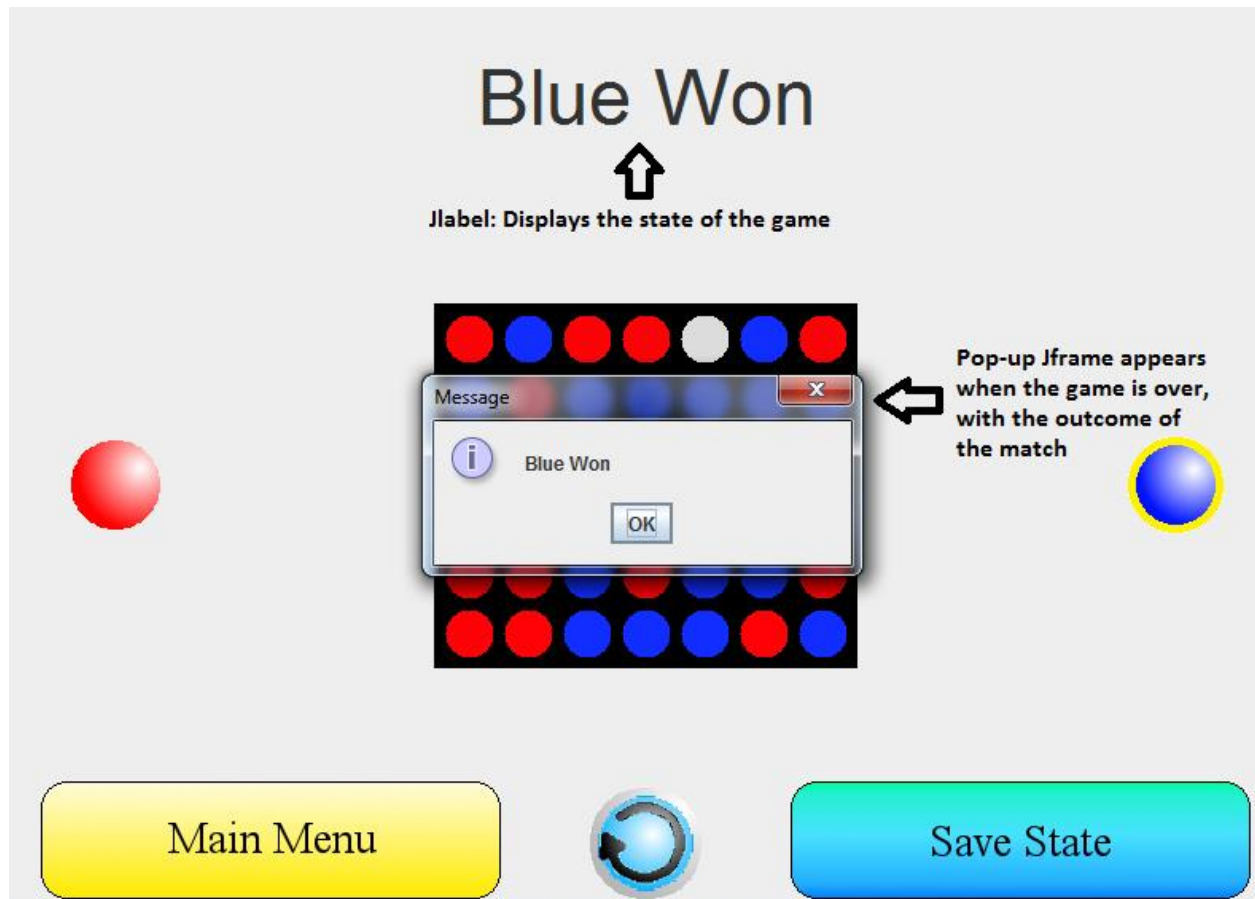 Blue Won
Jlabel: Displays the state of the game
Pop-up Jframe appears
when the game is over,
with the outcome of
the match
Message
x
i
Blue Won
OK
Main Menu
Save State